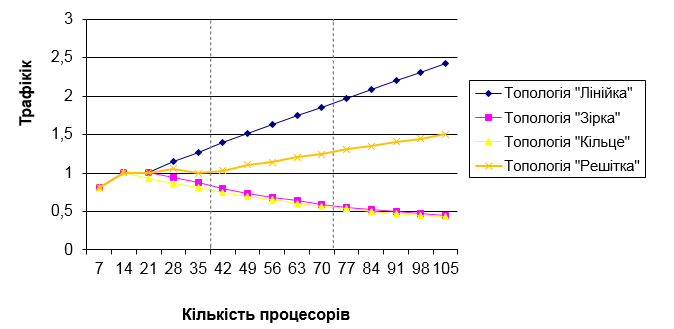 3
2,5
2
1,5
1
0,5
0
Трафікік
7 14 21 28 35 42 49 56 63 70 77 84 91 98 105
Кількість процесорів
Топологія "Лінійка"
Топологія "Зірка"
Топологія "Кільце"
Топологія "Решітка"